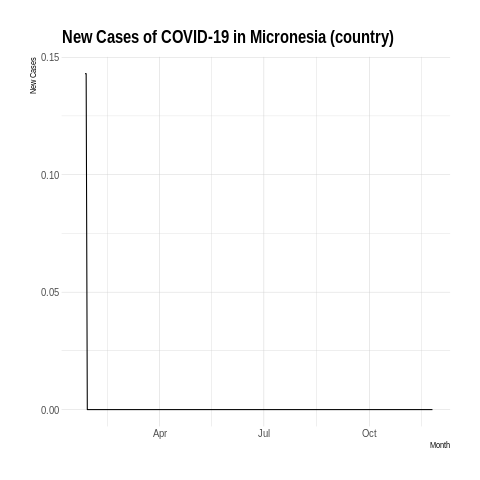 New Cases of COVID-19 in Micronesia (country)
New Cases
0.15
0.10
0.05
0.00
Apr Jul Oct
Month